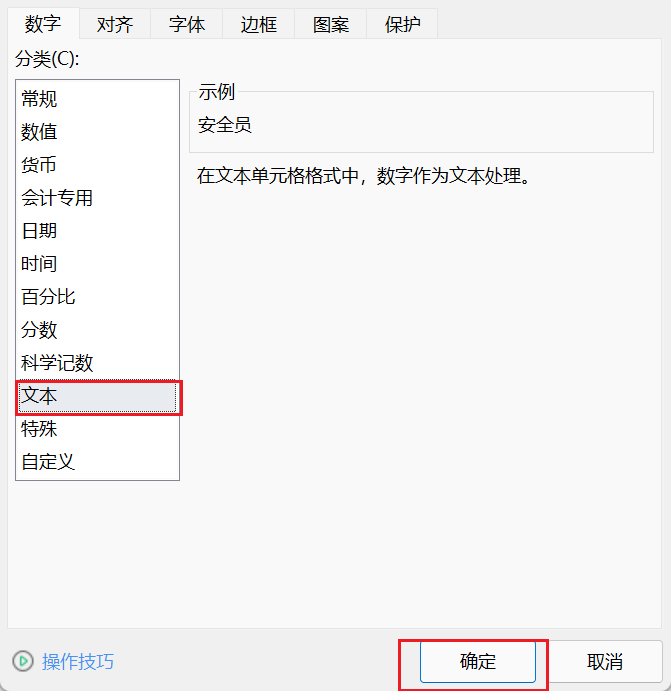 数字 对齐 字体 边框 图案 保护
分类(C):
常规
数值
货币
会计专用
日期
时间
百分比
分数
科学记数
文本
特殊
自定义
示例
安全员
在文本单元格格式中，数字作为文本处理。
操作技巧
确定 取消